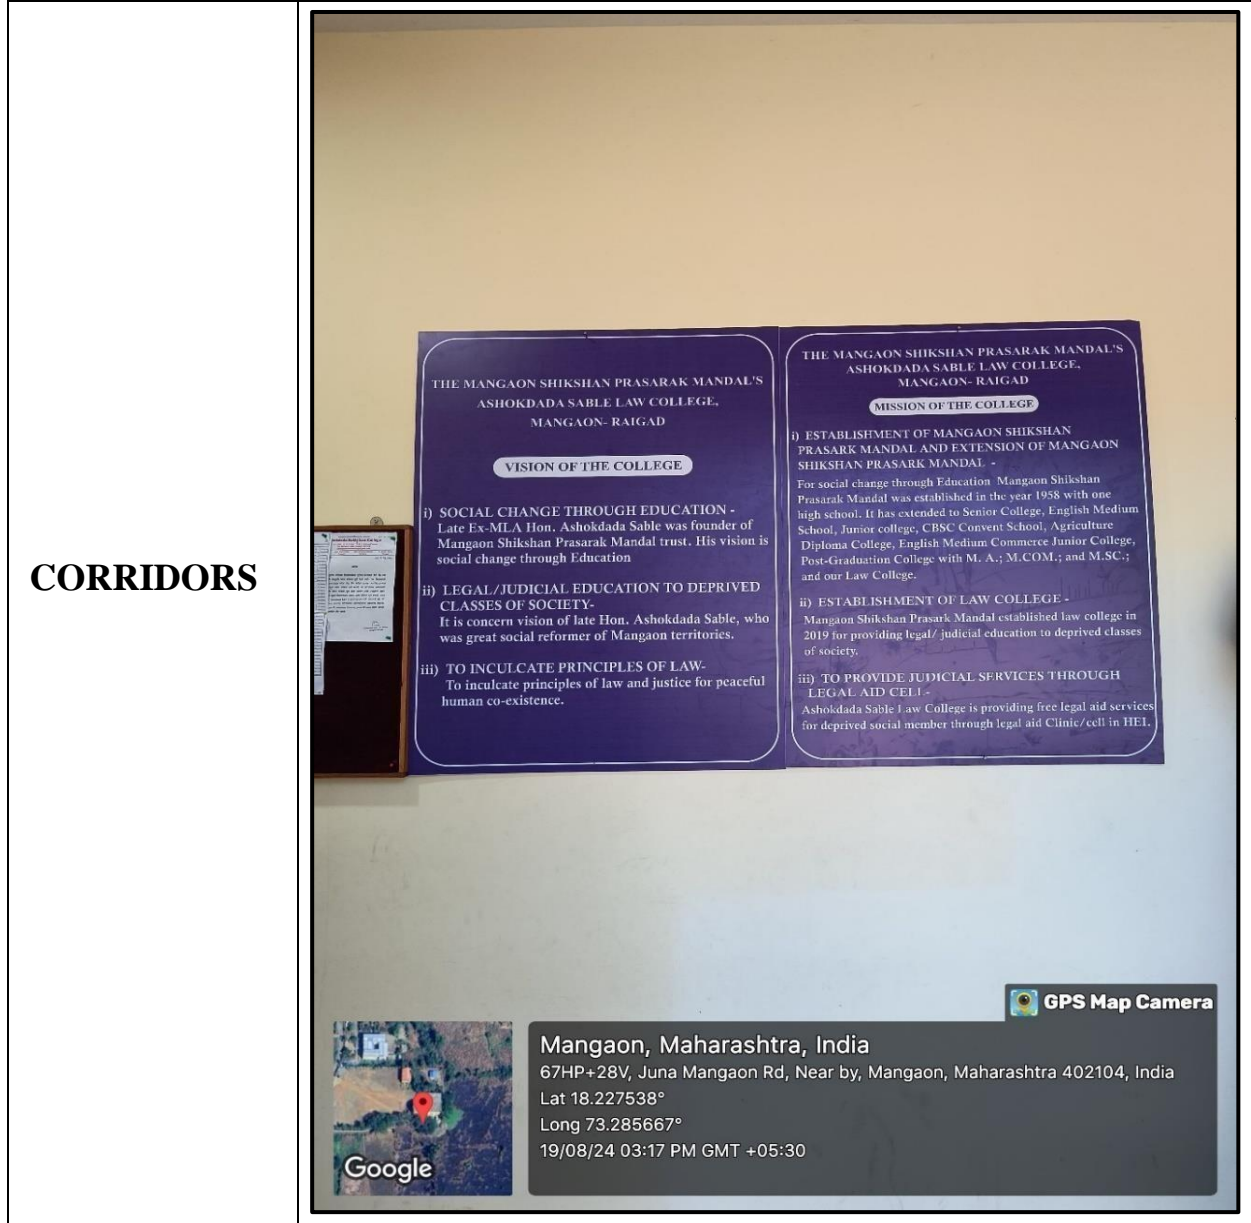 CORRIDORS
THE MANGAON SHIKSHAN PRASARAK MANDAL'S
ASHOKDADA SABLE LAW COLLEGE,
MANGAON- RAIGAD
VISION OF THE COLLEGE
i) SOCIAL CHANGE THROUGH EDUCATION -
Late Ex-MLA Hon. Ashokdada Sable was founder of
Mangaon Shikshan Prasarak Mandal trust. His vision is
social change through Education
ii) LEGAL/JUDICIAL EDUCATION TO DEPRIVED
CLASSES OF SOCIETY-
It is concern vision of late Hon. Ashokdada Sable, who
was great social reformer of Mangaon territories.
iii) TO INCULCATE PRINCIPLES OF LAW-
To inculcate principles of law and justice for peaceful
human co-existence.
THE MANGAON SHIKSHAN PRASARAK MANDAL'S
ASHOKDADA SABLE LAW COLLEGE,
MANGAON- RAIGAD
MISSION OF THE COLLEGE
i) ESTABLISHMENT OF MANGAON SHIKSHAN
PRASARK MANDAL AND EXTENSION OF MANGAON
SHIKSHAN PRASARK MANDAL -
For social change through Education Mangaon Shikshan
Prasarak Mandal was established in the year 1958 with one
high school. It has extended to Senior College, English Medium
School, Junior college, CBSC Convent School, Agriculture
Diploma College, English Medium Commerce Junior College,
Post-Graduation College with M. A.; M.COM.; and M.SC.;
and our Law College.
ii) ESTABLISHMENT OF LAW COLLEGE -
Mangaon Shikshan Prasark Mandal established law college in
2019 for providing legal/ judicial education to deprived classes
of society.
iii) TO PROVIDE JUDICIAL SERVICES THROUGH
LEGAL AID CELL-
Ashokdada Sable Law College is providing free legal aid services
for deprived social member through legal aid Clinic/cell in HEI.
GPS Map Camera
Mangaon, Maharashtra, India
67HP+28V, Juna Mangaon Rd, Near by, Mangaon, Maharashtra 402104, India
Lat 18.227538°
Long 73.285667°
19/08/24 03:17 PM GMT +05:30
Google